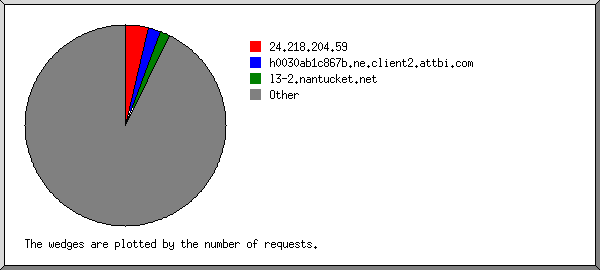 24.218.204.59
h0030ab1c867b.ne.client2.attbi.com
13-2.nantucket.net
Other
The wedges are plotted by the number of requests.